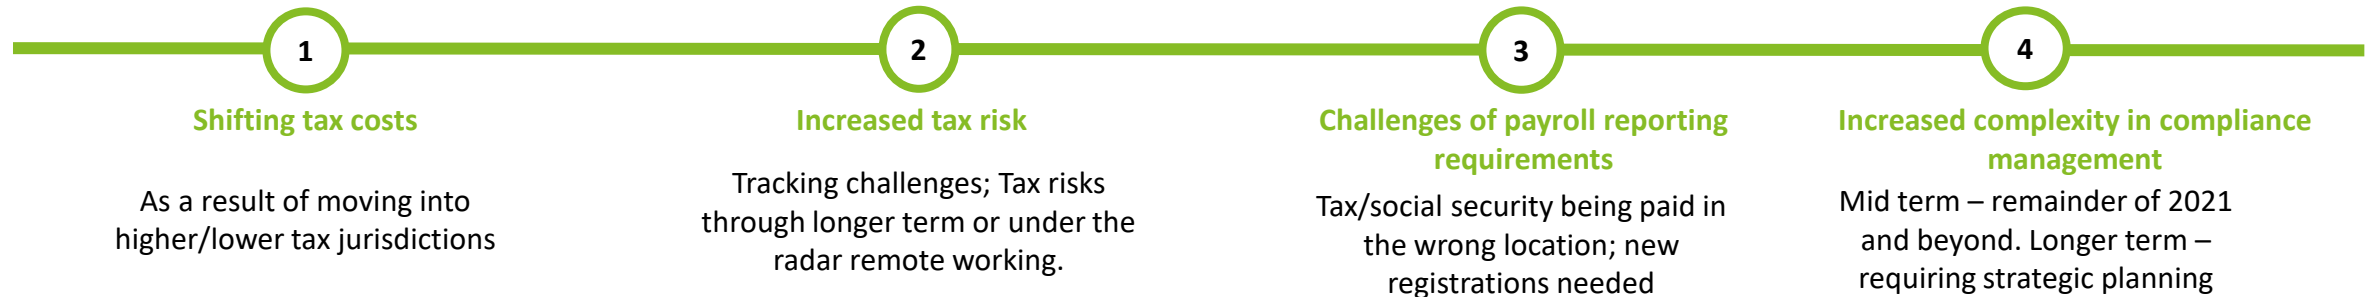 1
Shifting tax costs
As a result of moving into
higher/lower tax jurisdictions
2
Increased tax risk
Tracking challenges; Tax risks
through longer term or under the
radar remote working.
3
Challenges of payroll reporting
requirements
Tax/social security being paid in
the wrong location; new
registrations needed
4
Increased complexity in compliance
management
Mid term – remainder of 2021
and beyond. Longer term –
requiring strategic planning